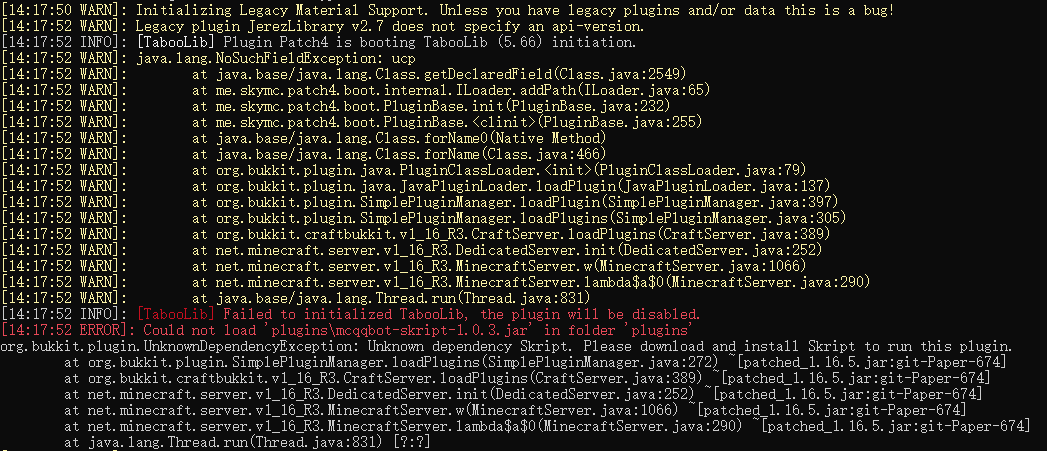 [14:17:50 WARN]: Initializing Legacy Material Support. Unless you have legacy plugins and/or data this is a bug!
[14:17:52 WARN]: Legacy plugin JerezLibrary v2.7 does not specify an api-version.
[14:17:52 INFO]: [TabooLib] Plugin Patch4 is booting TabooLib (5.66) initiation.
[14:17:52 WARN]: java.lang.NoSuchFieldException: ucp
[14:17:52 WARN]: at java.base/java.lang.Class.getDeclaredField(Class.java:2549)
[14:17:52 WARN]: at me.skymc.patch4.boot.internal.ILoader.addPath(ILoader.java:65)
[14:17:52 WARN]: at me.skymc.patch4.boot.PluginBase.init(PluginBase.java:232)
[14:17:52 WARN]: at me.skymc.patch4.boot.PluginBase.<clinit>(PluginBase.java:255)
[14:17:52 WARN]: at java.base/java.lang.Class.forName0(Native Method)
[14:17:52 WARN]: at java.base/java.lang.Class.forName(Class.java:466)
[14:17:52 WARN]: at org.bukkit.plugin.java.PluginClassLoader.<init>(PluginClassLoader.java:79)
[14:17:52 WARN]: at org.bukkit.plugin.java.JavaPluginLoader.loadPlugin(JavaPluginLoader.java:137)
[14:17:52 WARN]: at org.bukkit.plugin.SimplePluginManager.loadPlugin(SimplePluginManager.java:397)
[14:17:52 WARN]: at org.bukkit.plugin.SimplePluginManager.loadPlugins(SimplePluginManager.java:305)
[14:17:52 WARN]: at org.bukkit.craftbukkit.v1_16_R3.CraftServer.loadPlugins(CraftServer.java:389)
[14:17:52 WARN]: at net.minecraft.server.v1_16_R3.DedicatedServer.init(DedicatedServer.java:252)
[14:17:52 WARN]: at net.minecraft.server.v1_16_R3.MinecraftServer.w(MinecraftServer.java:1066)
[14:17:52 WARN]: at net.minecraft.server.v1_16_R3.MinecraftServer.lambda$a$0(MinecraftServer.java:290)
[14:17:52 WARN]: at java.base/java.lang.Thread.run(Thread.java:831)
[14:17:52 INFO]: [TabooLib] Failed to initialized TabooLib, the plugin will be disabled.
[14:17:52 ERROR]: Could not load 'plugins\mcqqbot-skript-1.0.3.jar' in folder 'plugins'
org.bukkit.plugin.UnknownDependencyException: Unknown dependency Skript. Please download and install Skript to run this plugin.
at org.bukkit.plugin.SimplePluginManager.loadPlugins(SimplePluginManager.java:272) ~[patched_1.16.5.jar:git-Paper-674]
at org.bukkit.craftbukkit.v1_16_R3.CraftServer.loadPlugins(CraftServer.java:389) ~[patched_1.16.5.jar:git-Paper-674]
at net.minecraft.server.v1_16_R3.DedicatedServer.init(DedicatedServer.java:252) ~[patched_1.16.5.jar:git-Paper-674]
at net.minecraft.server.v1_16_R3.MinecraftServer.w(MinecraftServer.java:1066) ~[patched_1.16.5.jar:git-Paper-674]
at net.minecraft.server.v1_16_R3.MinecraftServer.lambda$a$0(MinecraftServer.java:290) ~[patched_1.16.5.jar:git-Paper-674]
at java.lang.Thread.run(Thread.java:831) [?:?]